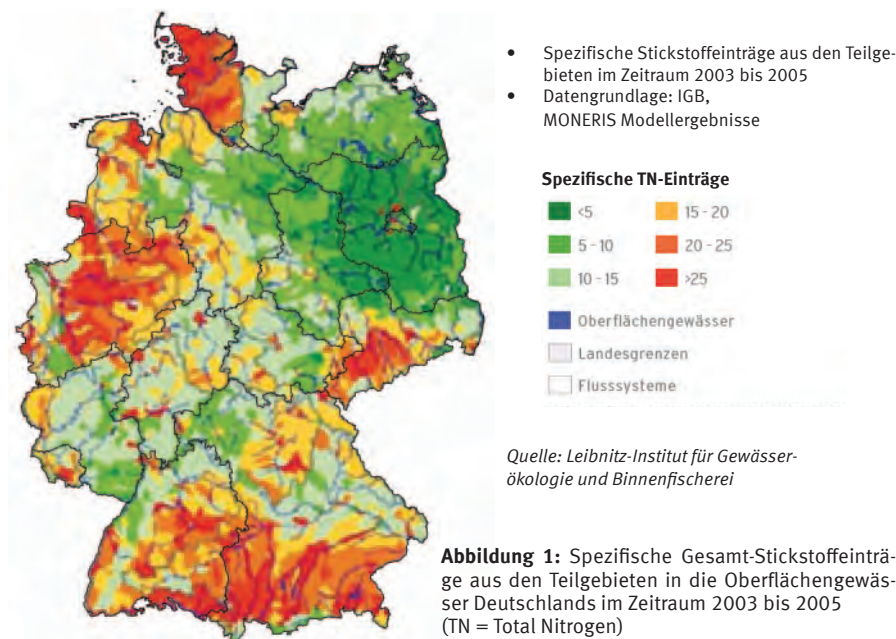 • Spezifische Stickstoffeinträge aus den Teilge-
bieten im Zeitraum 2003 bis 2005
• Datengrundlage: IGB,
MONERIS Modellergebnisse
Spezifische TN-Einträge
<5
15 - 20
5 - 10
20 - 25
10 - 15
>25
Oberflächengewässer
Landesgrenzen
Flusssysteme
Quelle: Leibnitz-Institut für Gewässer-
ökologie und Binnenfischerei
Abbildung 1: Spezifische Gesamt-Stickstoffeinträ-
ge aus den Teilgebieten in die Oberflächengewäs-
ser Deutschlands im Zeitraum 2003 bis 2005
(TN = Total Nitrogen)